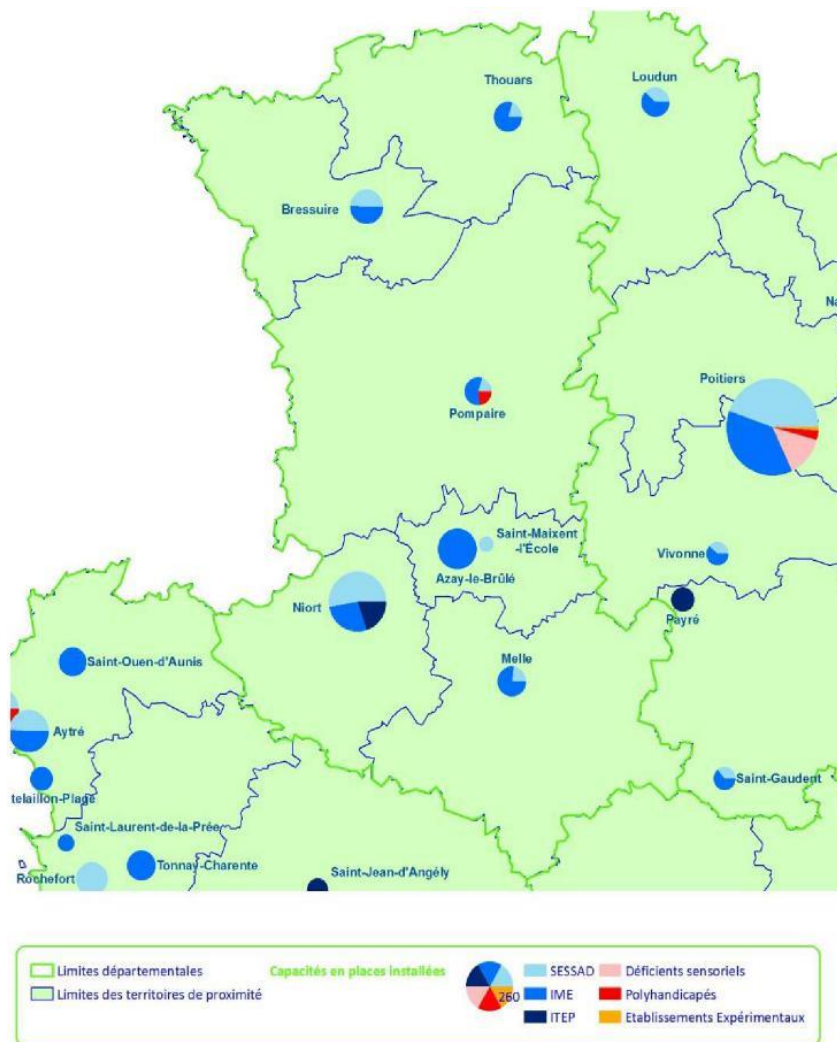 Thouars
Loudun
Bressuire
Na
Poitiers
Pompaire
Saint-Maixent
-l'École
Azay-le-Brûlé
Vivonne
Niort
Payré
Melle
Saint-Ouen-d'Aunis
Aytré
telaillon-Plage
Saint-Gaudent
Saint-Laurent-de-la-Prée
Tonnay-Charente
Rochefort
Saint-Jean-d'Angély
Limites départementales
Limites des territoires de proximité
Capacités en places installées
260
SESSAD
IME
ITEP
Déficients sensoriels
Polyhandicapés
Etablissements Expérimentaux